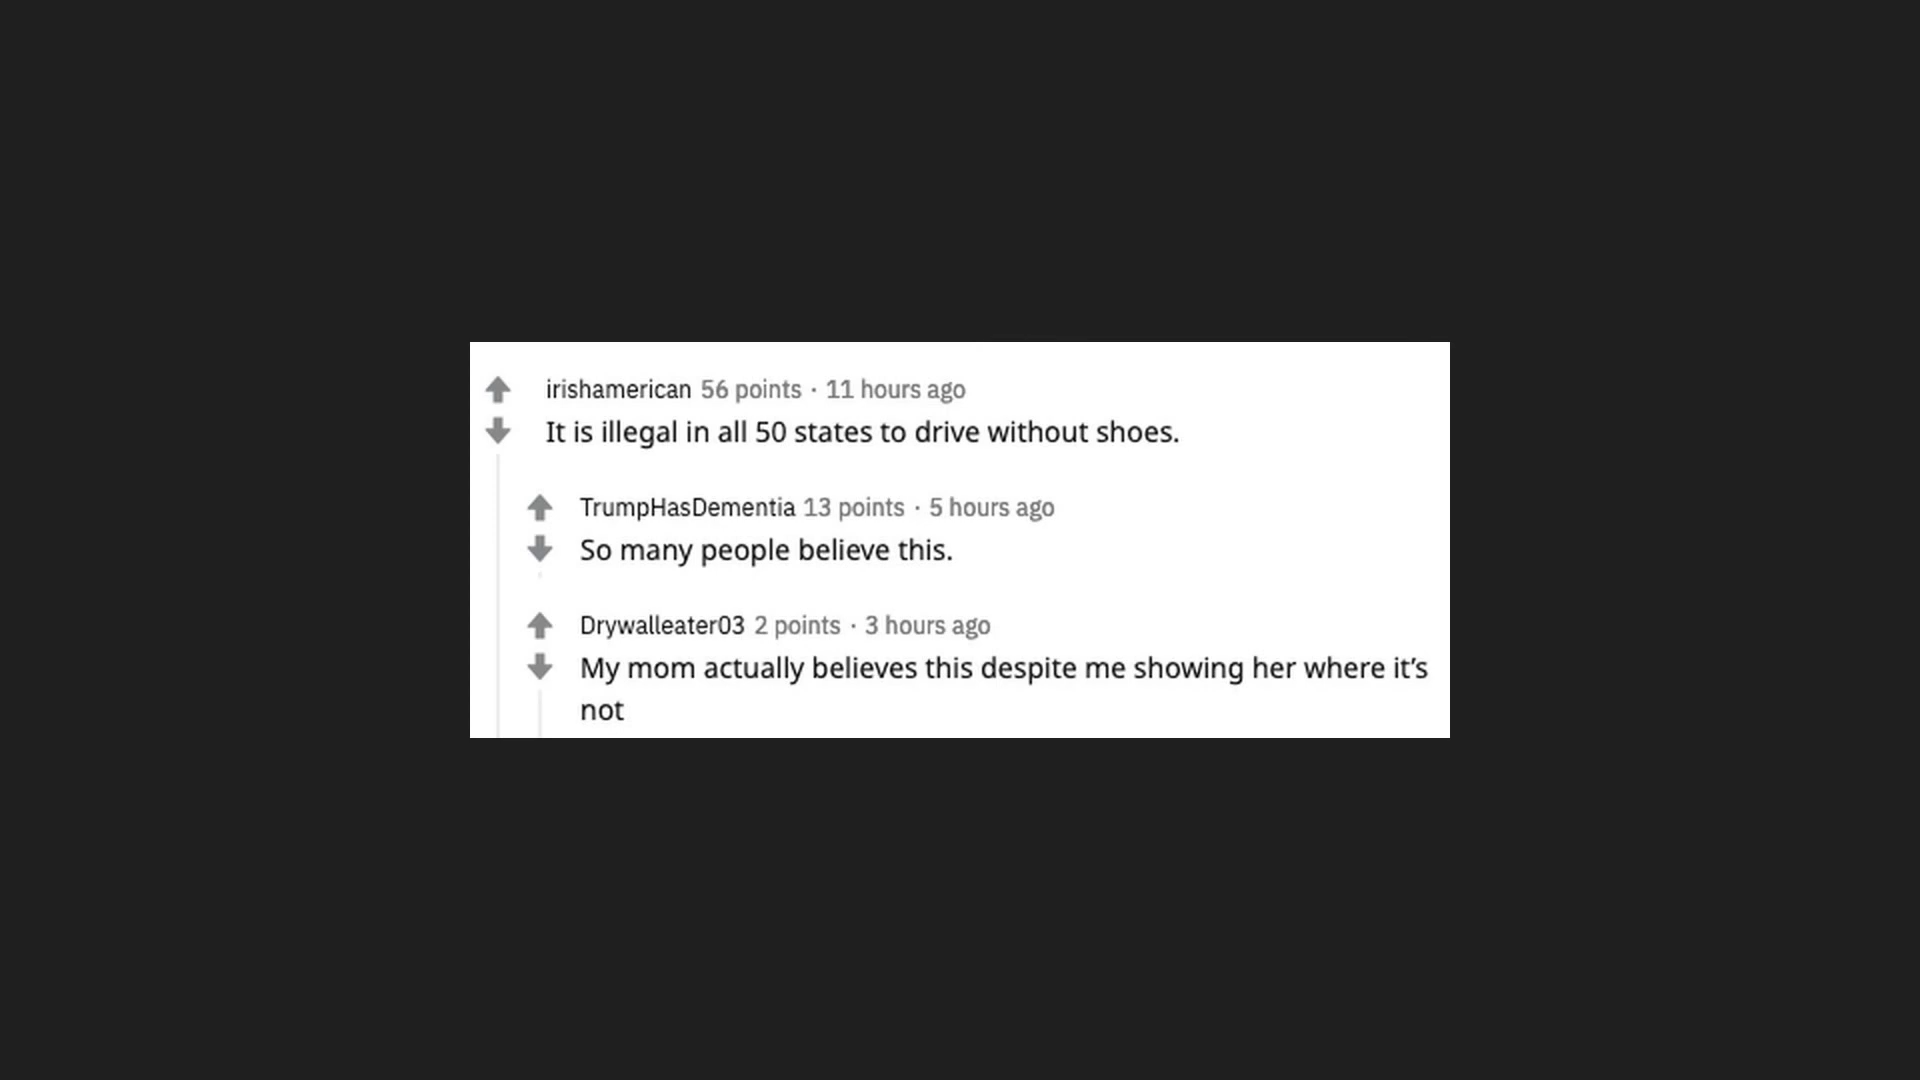 irishamerican 56 points · 11 hours ago
It is illegal in all 50 states to drive without shoes.
TrumpHasDementia 13 points · 5 hours ago
So many people believe this.
Drywalleater03 2 points · 3 hours ago
My mom actually believes this despite me showing her where it’s
not